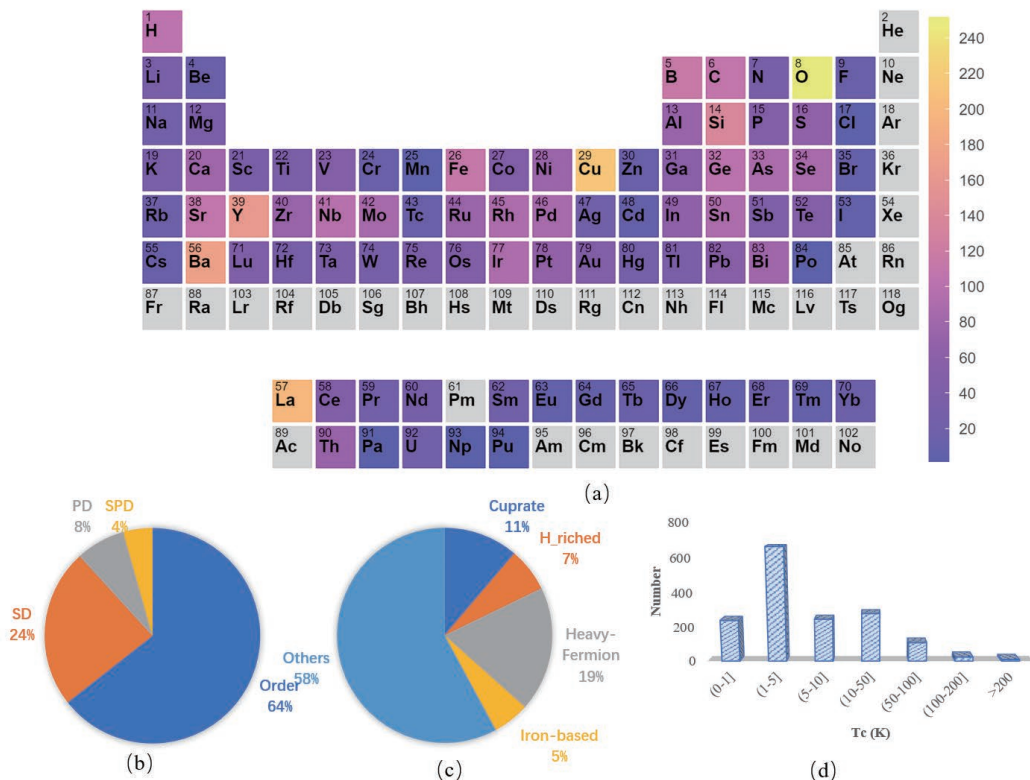 1 2
H He
3 4 5 6 7 8 9 10
Li Be B C N O F Ne
11 12 13 14 15 16 17 18
Na Mg Al Si P S Cl Ar
19 20 21 22 23 24 25 26 27 28 29 30 31 32 33 34 35 36
K Ca Sc Ti V Cr Mn Fe Co Ni Cu Zn Ga Ge As Se Br Kr
37 38 39 40 41 42 43 44 45 46 47 48 49 50 51 52 53 54
Rb Sr Y Zr Nb Mo Tc Ru Rh Pd Ag Cd In Sn Sb Te I Xe
55 56 71 72 73 74 75 76 77 78 79 80 81 82 83 84 85 86
Cs Ba Lu Hf Ta W Re Os Ir Pt Au Hg Tl Pb Bi Po At Rn
87 88 103 104 105 106 107 108 109 110 111 112 113 114 115 116 117 118
Fr Ra Lr Rf Db Sg Bh Hs Mt Ds Rg Cn Nh Fl Mc Lv Ts Og
57 58 59 60 61 62 63 64 65 66 67 68 69 70
La Ce Pr Nd Pm Sm Eu Gd Tb Dy Ho Er Tm Yb
89 90 91 92 93 94 95 96 97 98 99 100 101 102
Ac Th Pa U Np Pu Am Cm Bk Cf Es Fm Md No
240
220
200
180
160
140
120
100
80
60
40
20
(a)
PD
8%
SPD
4%
SD
24%
Order
64%
(b)
Cuprate
11%
H_riched
7%
Heavy-
Fermion
19%
Iron-based
5%
Others
58%
(c)
Number
800
600
400
200
0
(0-1]
(1-5]
(5-10]
(10-50]
(50-100]
(100-200]
>200
Tc (K)
(d)